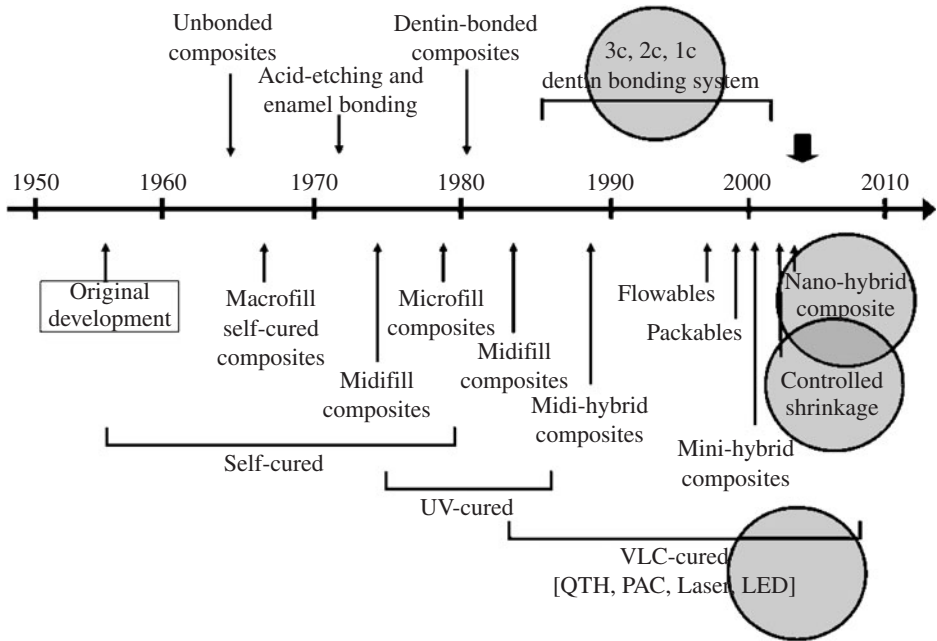 Unbonded
composites
Acid-etching and
enamel bonding
Dentin-bonded
composites
3c, 2c, 1c
dentin bonding system
1950 1960 1970 1980 1990 2000 2010
Original
development
Macrofill
self-cured
composites
Midifill
composites
Microfill
composites
Midifill
composites
Midi-hybrid
composites
Flowables
Packables
Mini-hybrid
composites
Nano-hybrid
composite
Controlled
shrinkage
Self-cured
UV-cured
VLC-cured
[QTH, PAC, Laser, LED]